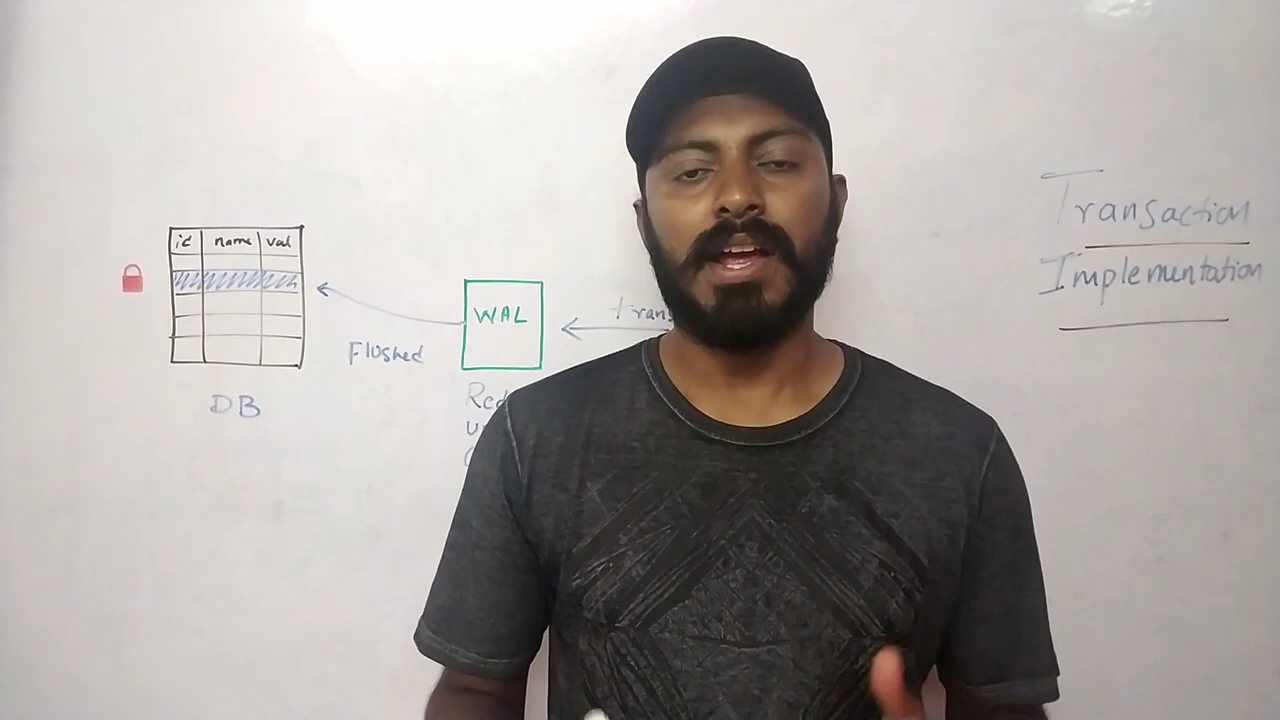 Transaction
Implementation
id name val
WAL
Flushed
DB